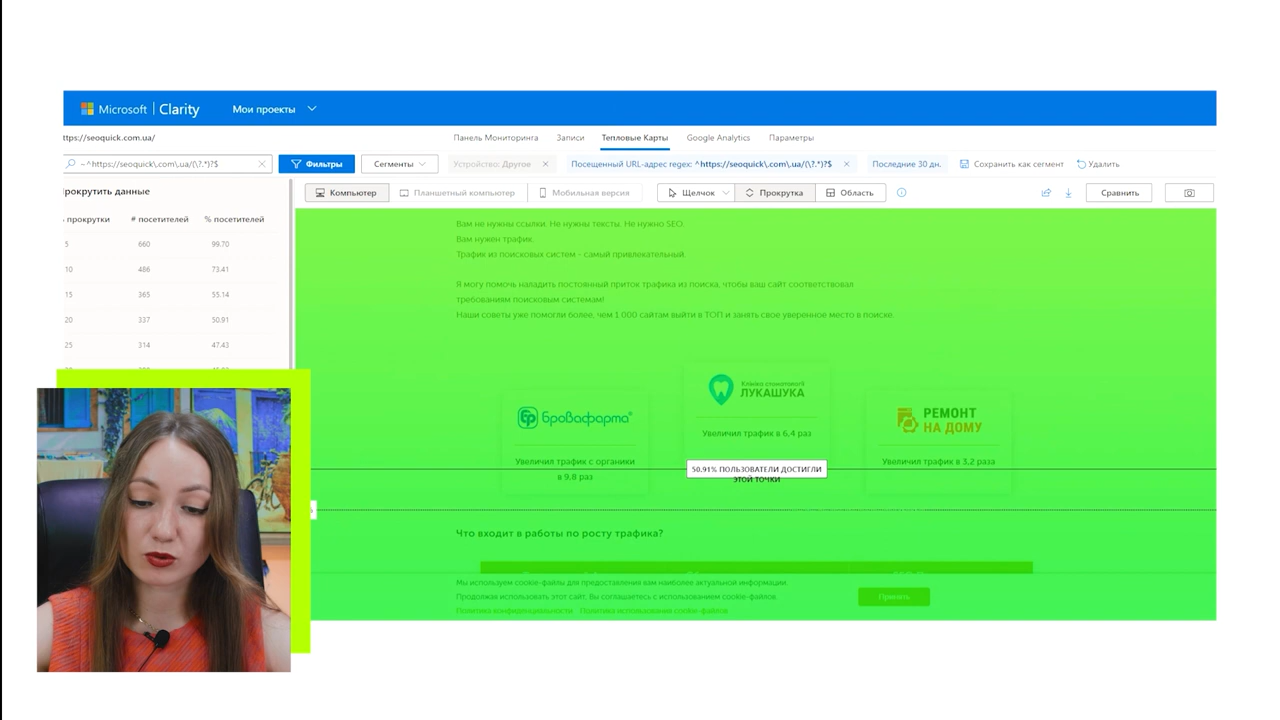 Microsoft | Clarity Мои проекты
ttps://seoquick.com.ua/
Панель Мониторинга Записи Тепловые Карты Google Analytics Параметры
~^https://seoquick\.com\.ua/(\?.*)?$ Фильтры Сегменты Устройство: Другое Посещенный URL-адрес regex: ^https://seoquick\.com\.ua/(\?.*)?$ Последние 30 дн. Сохранить как сегмент Удалить
Прокрутить данные
Компьютер Планшетный компьютер Мобильная версия Щелчок Прокрутка Область Сравнить
прокрутки # посетителей % посетителей
5 660 99.70
10 486 73.41
15 365 55.14
20 337 50.91
25 314 47.43
Вам не нужны ссылки. Не нужны тексты. Не нужно SEO.
Вам нужен трафик.
Трафик из поисковых систем - самый привлекательный.
Я могу помочь наладить постоянный приток трафика из поиска, чтобы ваш сайт соответствовал
требованиям поисковым системам!
Наши советы уже помогли более, чем 1 000 сайтам выйти в ТОП и занять свое уверенное место в поиске.
Бровафарма
Увеличил трафик с органики
в 9,8 раз
Клініка стоматології
ЛУКАШУКА
Увеличил трафик в 6,4 раз
РЕМОНТ
НА ДОМУ
Увеличил трафик в 3,2 раза
50.91% ПОЛЬЗОВАТЕЛИ ДОСТИГЛИ
ЭТОЙ ТОЧКИ
Что входит в работы по росту трафика?
Мы используем cookie-файлы для предоставления вам наиболее актуальной информации.
Продолжая использовать этот сайт, Вы соглашаетесь с использованием cookie-файлов.
Политика конфиденциальности Политика использования cookie-файлов
Принять